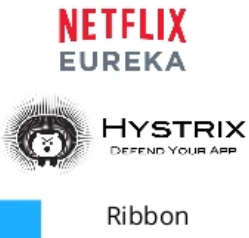 NETFLIX
EUREKA
HYSTRIX
DEFEND YOUR APP
Ribbon